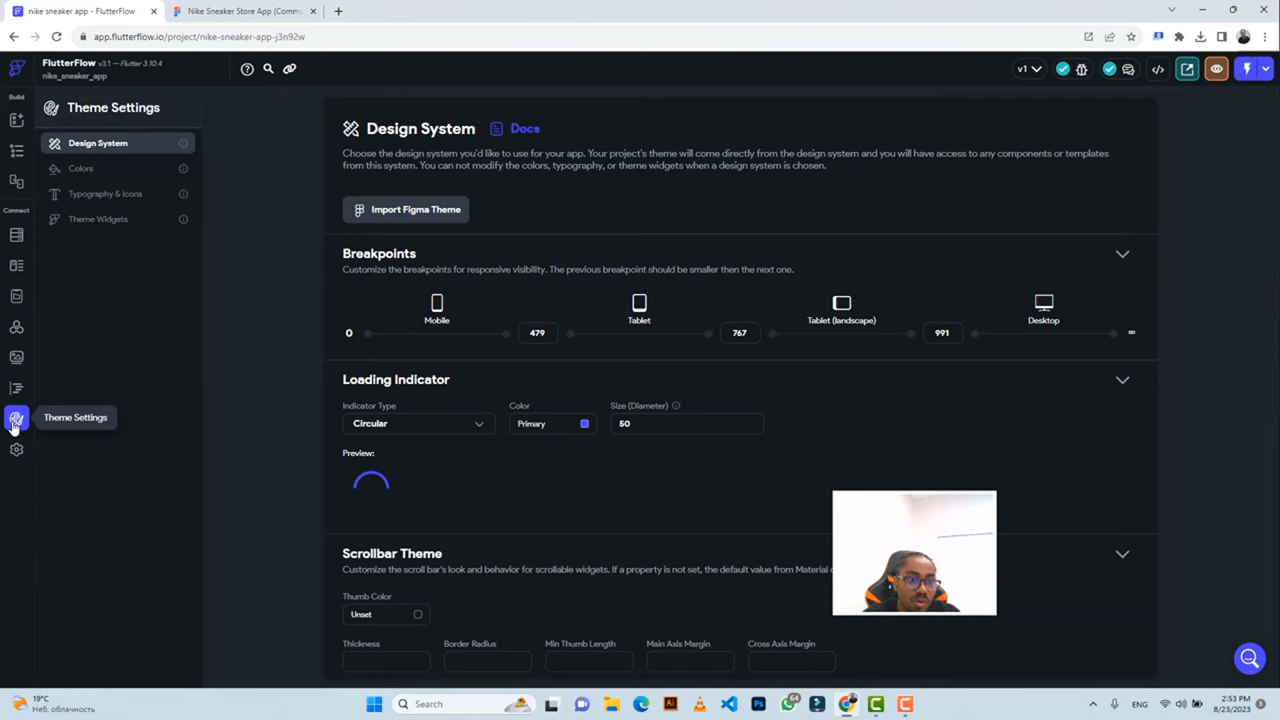 nike sneaker app - FlutterFlow
Nike Sneaker Store App (Commu
app.flutterflow.io/project/nike-sneaker-app-j3n92w
FlutterFlow v3.1 — Flutter 3.10.4
nike_sneaker_app
v1
Build
Connect
Theme Settings
Design System
Colors
Typography & Icons
Theme Widgets
Theme Settings
Design System
Docs
Choose the design system you'd like to use for your app. Your project's theme will come directly from the design system and you will have access to any components or templates
from this system. You can not modify the colors, typography, or theme widgets when a design system is chosen.
Import Figma Theme
Breakpoints
Customize the breakpoints for responsive visibility. The previous breakpoint should be smaller then the next one.
Mobile Tablet Tablet (landscape) Desktop
0 479 767 991 ∞
Loading Indicator
Indicator Type Color Size (Diameter)
Circular Primary 50
Preview:
Scrollbar Theme
Customize the scroll bar's look and behavior for scrollable widgets. If a property is not set, the default value from Material
Thumb Color
Unset
Thickness Border Radius Min Thumb Length Main Axis Margin Cross Axis Margin
19°C
Неб. облачность
Search
64
ENG
2:53 PM
8/23/2023